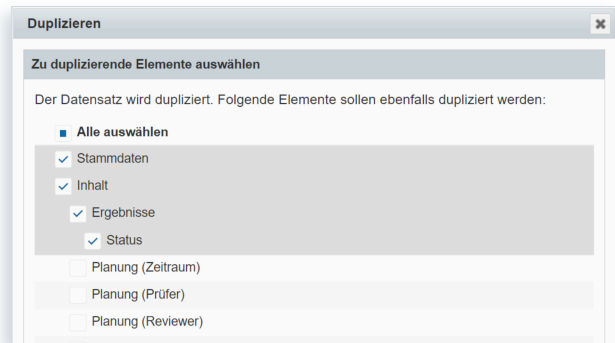 Duplizieren
Zu duplizierende Elemente auswählen
Der Datensatz wird dupliziert. Folgende Elemente sollen ebenfalls dupliziert werden:
Alle auswählen
Stammdaten
Inhalt
Ergebnisse
Status
Planung (Zeitraum)
Planung (Prüfer)
Planung (Reviewer)